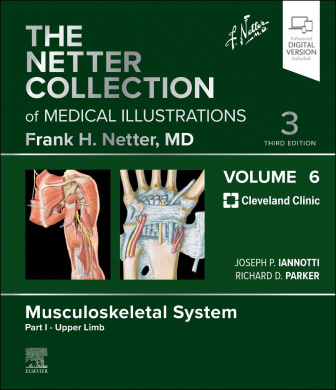 THE
NETTER
COLLECTION
of MEDICAL ILLUSTRATIONS
Frank H. Netter, MD
F. Netter M.D.
Enhanced
DIGITAL
VERSION
Included
3
THIRD EDITION
VOLUME 6
Cleveland Clinic
JOSEPH P. IANNOTTI
RICHARD D. PARKER
Musculoskeletal System
Part I - Upper Limb
ELSEVIER